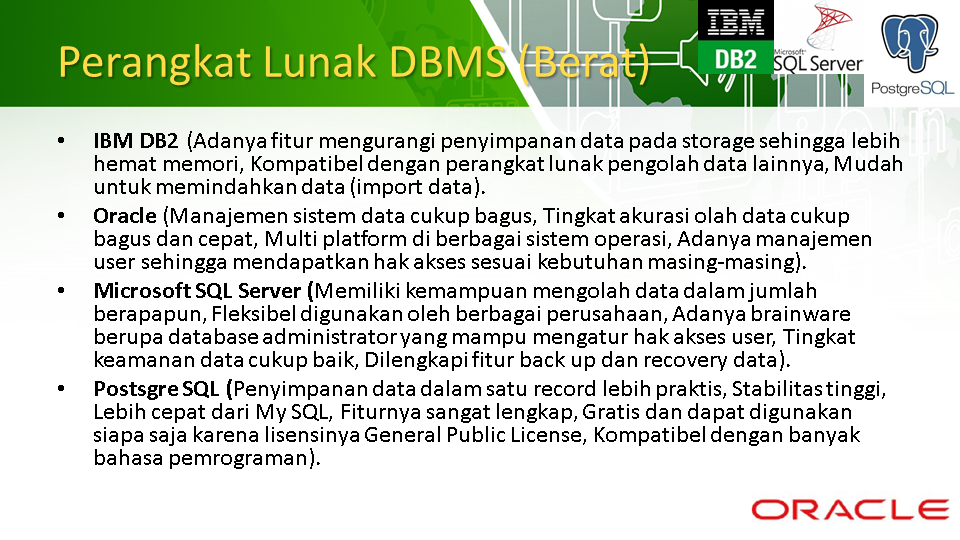 IBM
DB2
Microsoft
SQL Server
PostgreSQL
Perangkat Lunak DBMS (Berat)
• IBM DB2 (Adanya fitur mengurangi penyimpanan data pada storage sehingga lebih
hemat memori, Kompatibel dengan perangkat lunak pengolah data lainnya, Mudah
untuk memindahkan data (import data).
• Oracle (Manajemen sistem data cukup bagus, Tingkat akurasi olah data cukup
bagus dan cepat, Multi platform di berbagai sistem operasi, Adanya manajemen
user sehingga mendapatkan hak akses sesuai kebutuhan masing-masing).
• Microsoft SQL Server (Memiliki kemampuan mengolah data dalam jumlah
berapapun, Fleksibel digunakan oleh berbagai perusahaan, Adanya brainware
berupa database administrator yang mampu mengatur hak akses user, Tingkat
keamanan data cukup baik, Dilengkapi fitur back up dan recovery data).
• Postsgre SQL (Penyimpanan data dalam satu record lebih praktis, Stabilitas tinggi,
Lebih cepat dari My SQL, Fiturnya sangat lengkap, Gratis dan dapat digunakan
siapa saja karena lisensinya General Public License, Kompatibel dengan banyak
bahasa pemrograman).
ORACLE